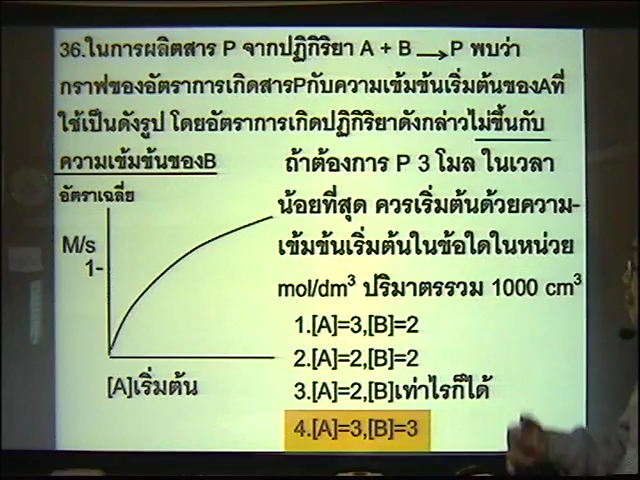 36.ในการผลิตสาร P จากปฏิกิริยา A + B → P พบว่า
กราฟของอัตราการเกิดสารPกับความเข้มข้นเริ่มต้นของAที่
ใช้เป็นดังรูป โดยอัตราการเกิดปฏิกิริยาดังกล่าวไม่ขึ้นกับ
ความเข้มข้นของB
ถ้าต้องการ P 3 โมล ในเวลา
น้อยที่สุด ควรเริ่มต้นด้วยความ-
เข้มข้นเริ่มต้นในข้อใดในหน่วย
mol/dm³ ปริมาตรรวม 1000 cm³
อัตราเฉลี่ย
M/s
1-
[A]เริ่มต้น
1.[A]=3,[B]=2
2.[A]=2,[B]=2
3.[A]=2,[B]เท่าไรก็ได้
4.[A]=3,[B]=3